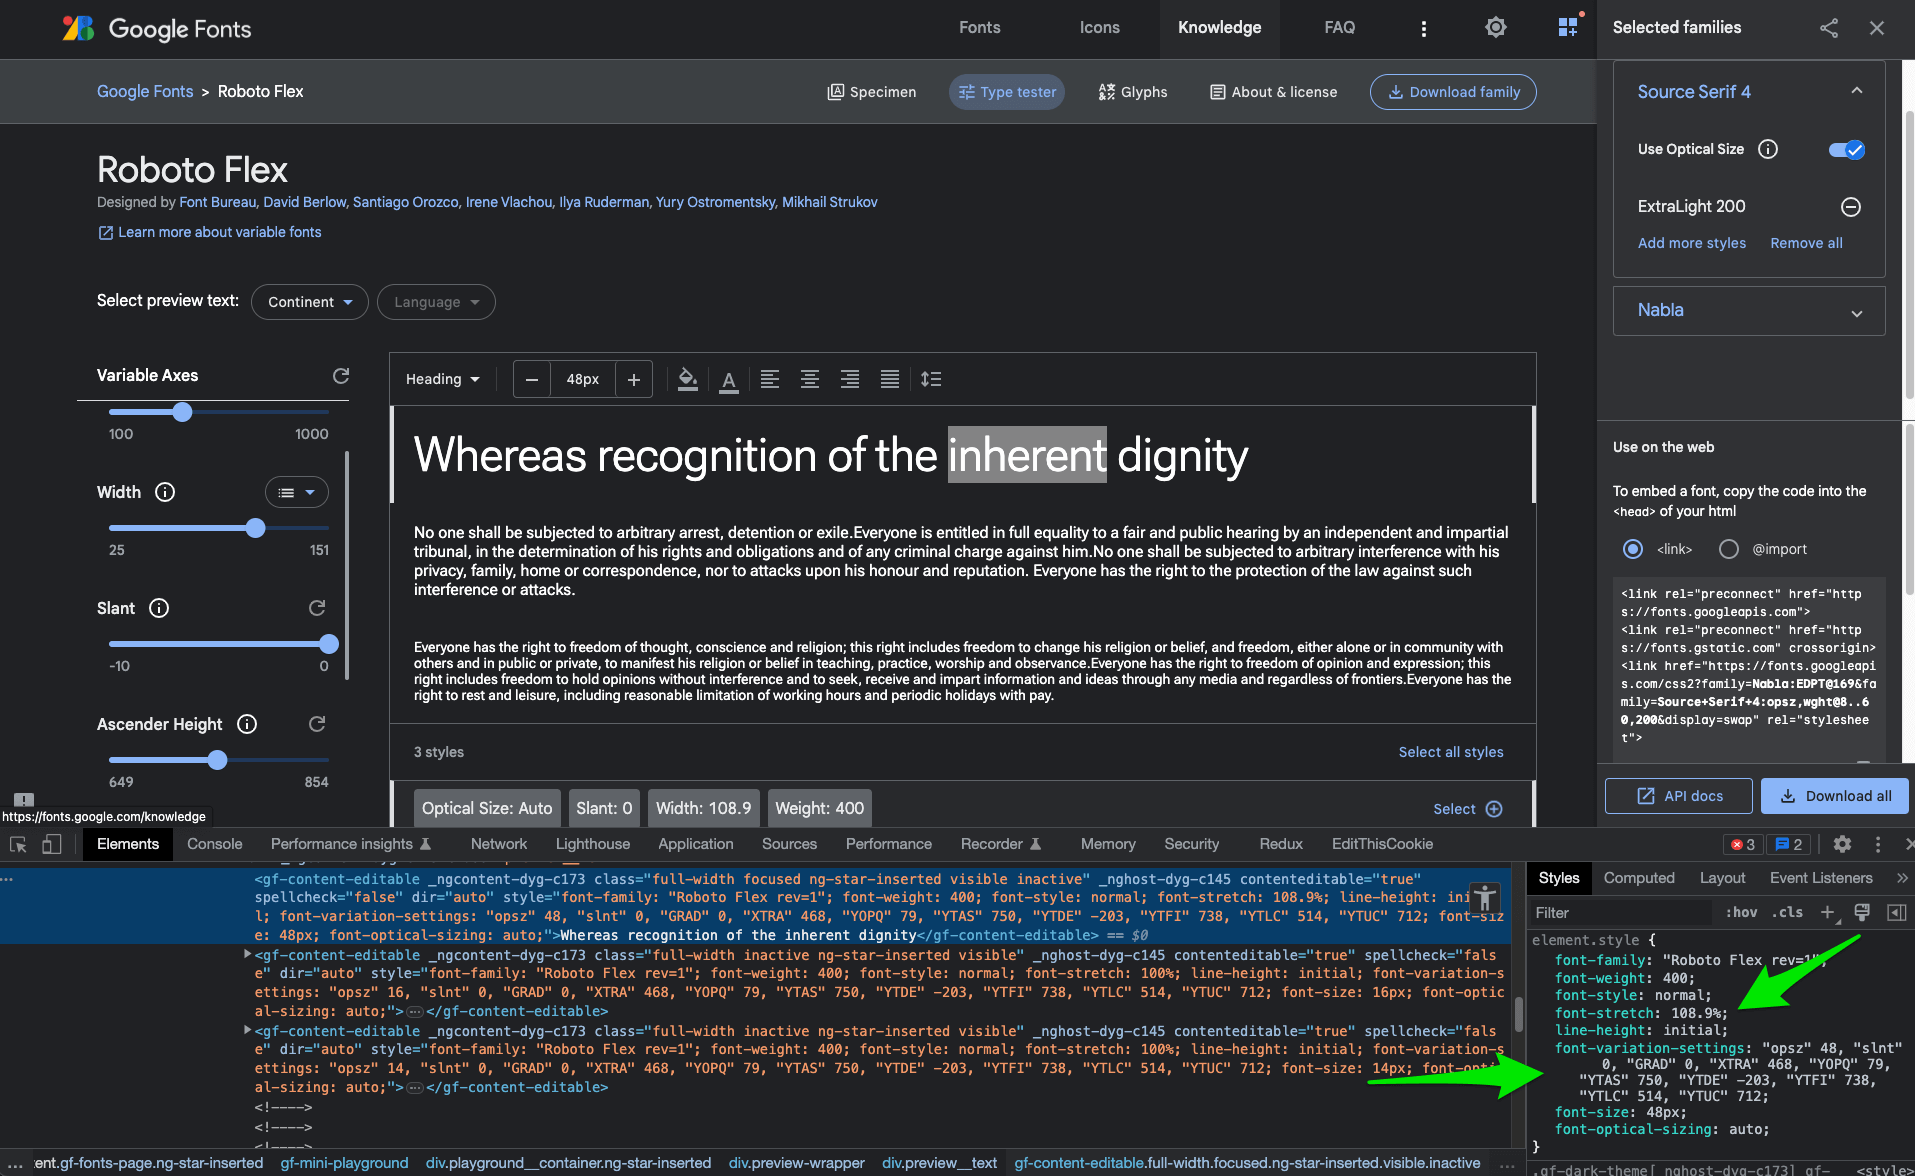 Google Fonts
Fonts
Icons
Knowledge
FAQ
Selected families
Google Fonts > Roboto Flex
Specimen
Type tester
Glyphs
About & license
Download family
Roboto Flex
Designed by Font Bureau, David Berlow, Santiago Orozco, Irene Vlachou, Ilya Ruderman, Yury Ostromentsky, Mikhail Strukov
Learn more about variable fonts
Select preview text:
Continent
Language
Variable Axes
100 1000
Width
25 151
Slant
-10 0
Ascender Height
649 854
Heading
48px
Whereas recognition of the inherent dignity
No one shall be subjected to arbitrary arrest, detention or exile.Everyone is entitled in full equality to a fair and public hearing by an independent and impartial
tribunal, in the determination of his rights and obligations and of any criminal charge against him.No one shall be subjected to arbitrary interference with his
privacy, family, home or correspondence, nor to attacks upon his honour and reputation. Everyone has the right to the protection of the law against such
interference or attacks.
Everyone has the right to freedom of thought, conscience and religion; this right includes freedom to change his religion or belief, and freedom, either alone or in community with
others and in public or private, to manifest his religion or belief in teaching, practice, worship and observance.Everyone has the right to freedom of opinion and expression; this
right includes freedom to hold opinions without interference and to seek, receive and impart information and ideas through any media and regardless of frontiers.Everyone has the
right to rest and leisure, including reasonable limitation of working hours and periodic holidays with pay.
3 styles
Select all styles
Optical Size: Auto
Slant: 0
Width: 108.9
Weight: 400
Select
Source Serif 4
Use Optical Size
ExtraLight 200
Add more styles Remove all
Nabla
Use on the web
To embed a font, copy the code into the
<head> of your html
<link>
@import
<link rel="preconnect" href="http
s://fonts.googleapis.com">
<link rel="preconnect" href="http
s://fonts.gstatic.com" crossorigin>
<link href="https://fonts.googleapi
s.com/css2?family=Nabla:EDPT@169&fa
mily=Source+Serif+4:opsz,wght@8..6
0,200&display=swap" rel="styleshee
t">
API docs
Download all
https://fonts.google.com/knowledge
Elements
Console
Performance insights
Network
Lighthouse
Application
Sources
Performance
Recorder
Memory
Security
Redux
EditThisCookie
3
2
<gf-content-editable _ngcontent-dyg-c173 class="full-width focused ng-star-inserted visible inactive" _nghost-dyg-c145 contenteditable="true"
spellcheck="false" dir="auto" style="font-family: "Roboto Flex rev=1"; font-weight: 400; font-style: normal; font-stretch: 108.9%; line-height: ini
l; font-variation-settings: "opsz" 48, "slnt" 0, "GRAD" 0, "XTRA" 468, "YOPQ" 79, "YTAS" 750, "YTDE" -203, "YTFI" 738, "YTLC" 514, "YTUC" 712; font-siz
e: 48px; font-optical-sizing: auto;">Whereas recognition of the inherent dignity</gf-content-editable> == $0
<gf-content-editable _ngcontent-dyg-c173 class="full-width inactive ng-star-inserted visible" _nghost-dyg-c145 contenteditable="true" spellcheck="fals
e" dir="auto" style="font-family: "Roboto Flex rev=1"; font-weight: 400; font-style: normal; font-stretch: 100%; line-height: initial; font-variation-s
ettings: "opsz" 16, "slnt" 0, "GRAD" 0, "XTRA" 468, "YOPQ" 79, "YTAS" 750, "YTDE" -203, "YTFI" 738, "YTLC" 514, "YTUC" 712; font-size: 16px; font-optic
al-sizing: auto;">…</gf-content-editable>
<gf-content-editable _ngcontent-dyg-c173 class="full-width inactive ng-star-inserted visible" _nghost-dyg-c145 contenteditable="true" spellcheck="fals
e" dir="auto" style="font-family: "Roboto Flex rev=1"; font-weight: 400; font-style: normal; font-stretch: 100%; line-height: initial; font-variation-s
ettings: "opsz" 14, "slnt" 0, "GRAD" 0, "XTRA" 468, "YOPQ" 79, "YTAS" 750, "YTDE" -203, "YTFI" 738, "YTLC" 514, "YTUC" 712; font-size: 14px; font-opti
al-sizing: auto;">…</gf-content-editable>
<!---->
<!---->
Styles
Computed
Layout
Event Listeners
»
Filter
:hov .cls +
element.style {
font-family: "Roboto Flex rev=1";
font-weight: 400;
font-style: normal;
font-stretch: 108.9%;
line-height: initial;
font-variation-settings: "opsz" 48, "slnt"
0, "GRAD" 0, "XTRA" 468, "YOPQ" 79,
"YTAS" 750, "YTDE" -203, "YTFI" 738,
"YTLC" 514, "YTUC" 712;
font-size: 48px;
font-optical-sizing: auto;
}
<style>
... :ent.gf-fonts-page.ng-star-inserted gf-mini-playground div.playground__container.ng-star-inserted div.preview-wrapper div.preview__text gf-content-editable.full-width.focused.ng-star-inserted.visible.inactive ...